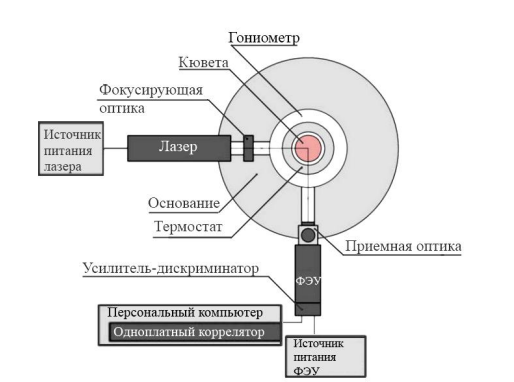 Гониометр
Кювета
Фокусирующая
оптика
Источник
питания
лазера
Лазер
Основание
Термостат
Приемная оптика
Усилитель-дискриминатор
ФЭУ
Персональный компьютер
Одноплатный коррелятор
Источник
питания
ФЭУ